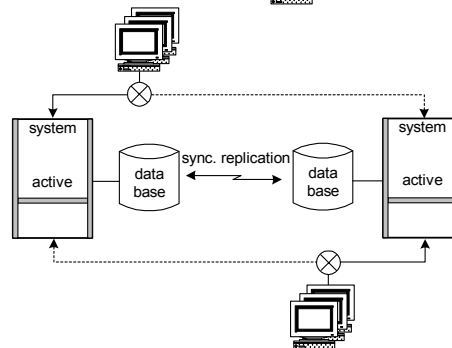 system
active
data
base
sync. replication
data
base
system
active